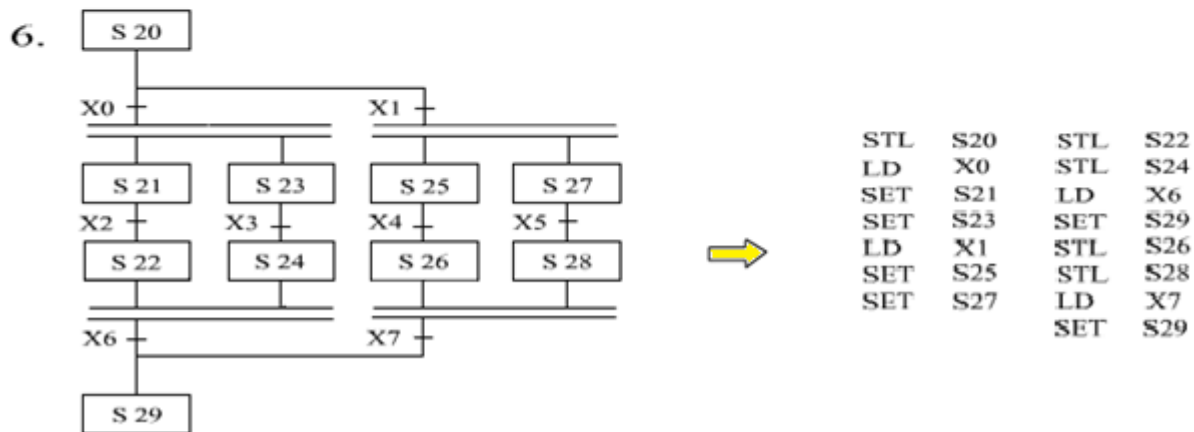 6.
S 20
X0 X1
S 21 S 23 S 25 S 27
X2 X3 X4 X5
S 22 S 24 S 26 S 28
X6 X7
S 29
STL S20 STL S22
LD X0 STL S24
SET S21 LD X6
SET S23 SET S29
LD X1 STL S26
SET S25 STL S28
SET S27 LD X7
SET S29